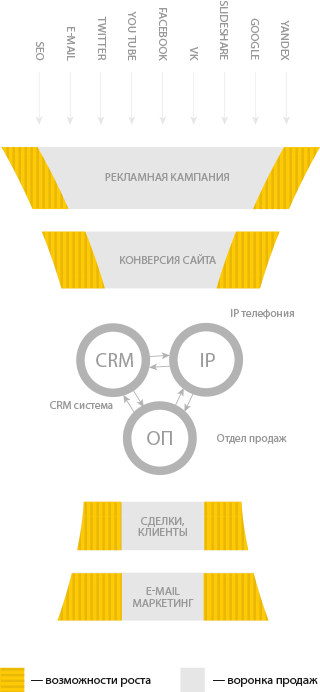 SEO
E-MAIL
TWITTER
YOU TUBE
FACEBOOK
VK
SLIDESHARE
GOOGLE
YANDEX
РЕКЛАМНАЯ КАМПАНИЯ
КОНВЕРСИЯ САЙТА
IP телефония
CRM
IP
CRM система
ОП
Отдел продаж
СДЕЛКИ,
КЛИЕНТЫ
E-MAIL
МАРКЕТИНГ
— возможности роста
— воронка продаж